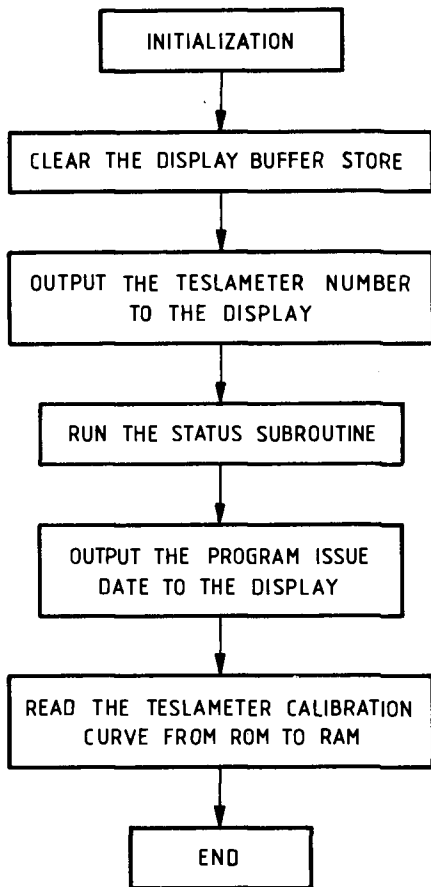 INITIALIZATION
CLEAR THE DISPLAY BUFFER STORE
OUTPUT THE TESLAMETER NUMBER
TO THE DISPLAY
RUN THE STATUS SUBROUTINE
OUTPUT THE PROGRAM ISSUE
DATE TO THE DISPLAY
READ THE TESLAMETER CALIBRATION
CURVE FROM ROM TO RAM
END